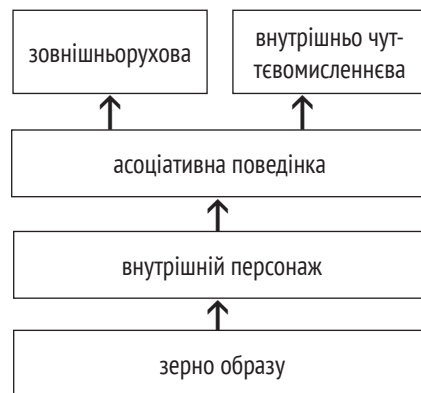 зовнішньорухова
внутрішньо чут-
тєвомисленнєва
асоціативна поведінка
внутрішній персонаж
зерно образу